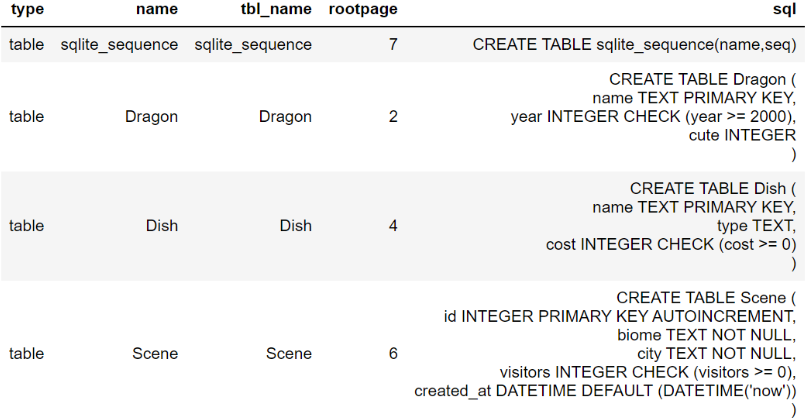 type name tbl_name rootpage sql
table sqlite_sequence sqlite_sequence 7 CREATE TABLE sqlite_sequence(name,seq)
CREATE TABLE Dragon (
name TEXT PRIMARY KEY,
table Dragon Dragon 2 year INTEGER CHECK (year >= 2000),
cute INTEGER
)
CREATE TABLE Dish (
name TEXT PRIMARY KEY,
table Dish Dish 4 type TEXT,
cost INTEGER CHECK (cost >= 0)
)
CREATE TABLE Scene (
id INTEGER PRIMARY KEY AUTOINCREMENT,
biome TEXT NOT NULL,
table Scene Scene 6 city TEXT NOT NULL,
visitors INTEGER CHECK (visitors >= 0),
created_at DATETIME DEFAULT (DATETIME('now'))
)